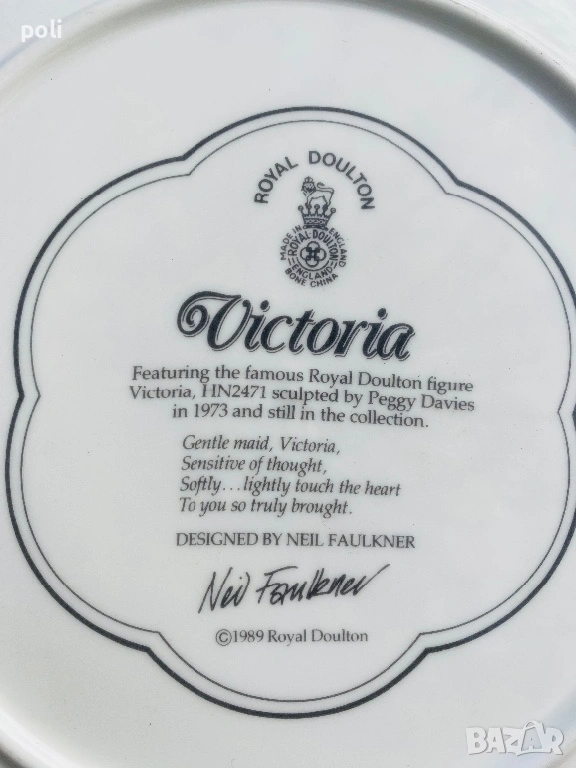 poli
ROYAL DOULTON
MADE IN ENGLAND
ROYAL DOULTON
ENGLAND
BONE CHINA
Victoria
Featuring the famous Royal Doulton figure
Victoria, HN2471 sculpted by Peggy Davies
in 1973 and still in the collection.
Gentle maid, Victoria,
Sensitive of thought,
Softly...lightly touch the heart
To you so truly brought.
DESIGNED BY NEIL FAULKNER
Neil Faulkner
©1989 Royal Doulton
BAZAR